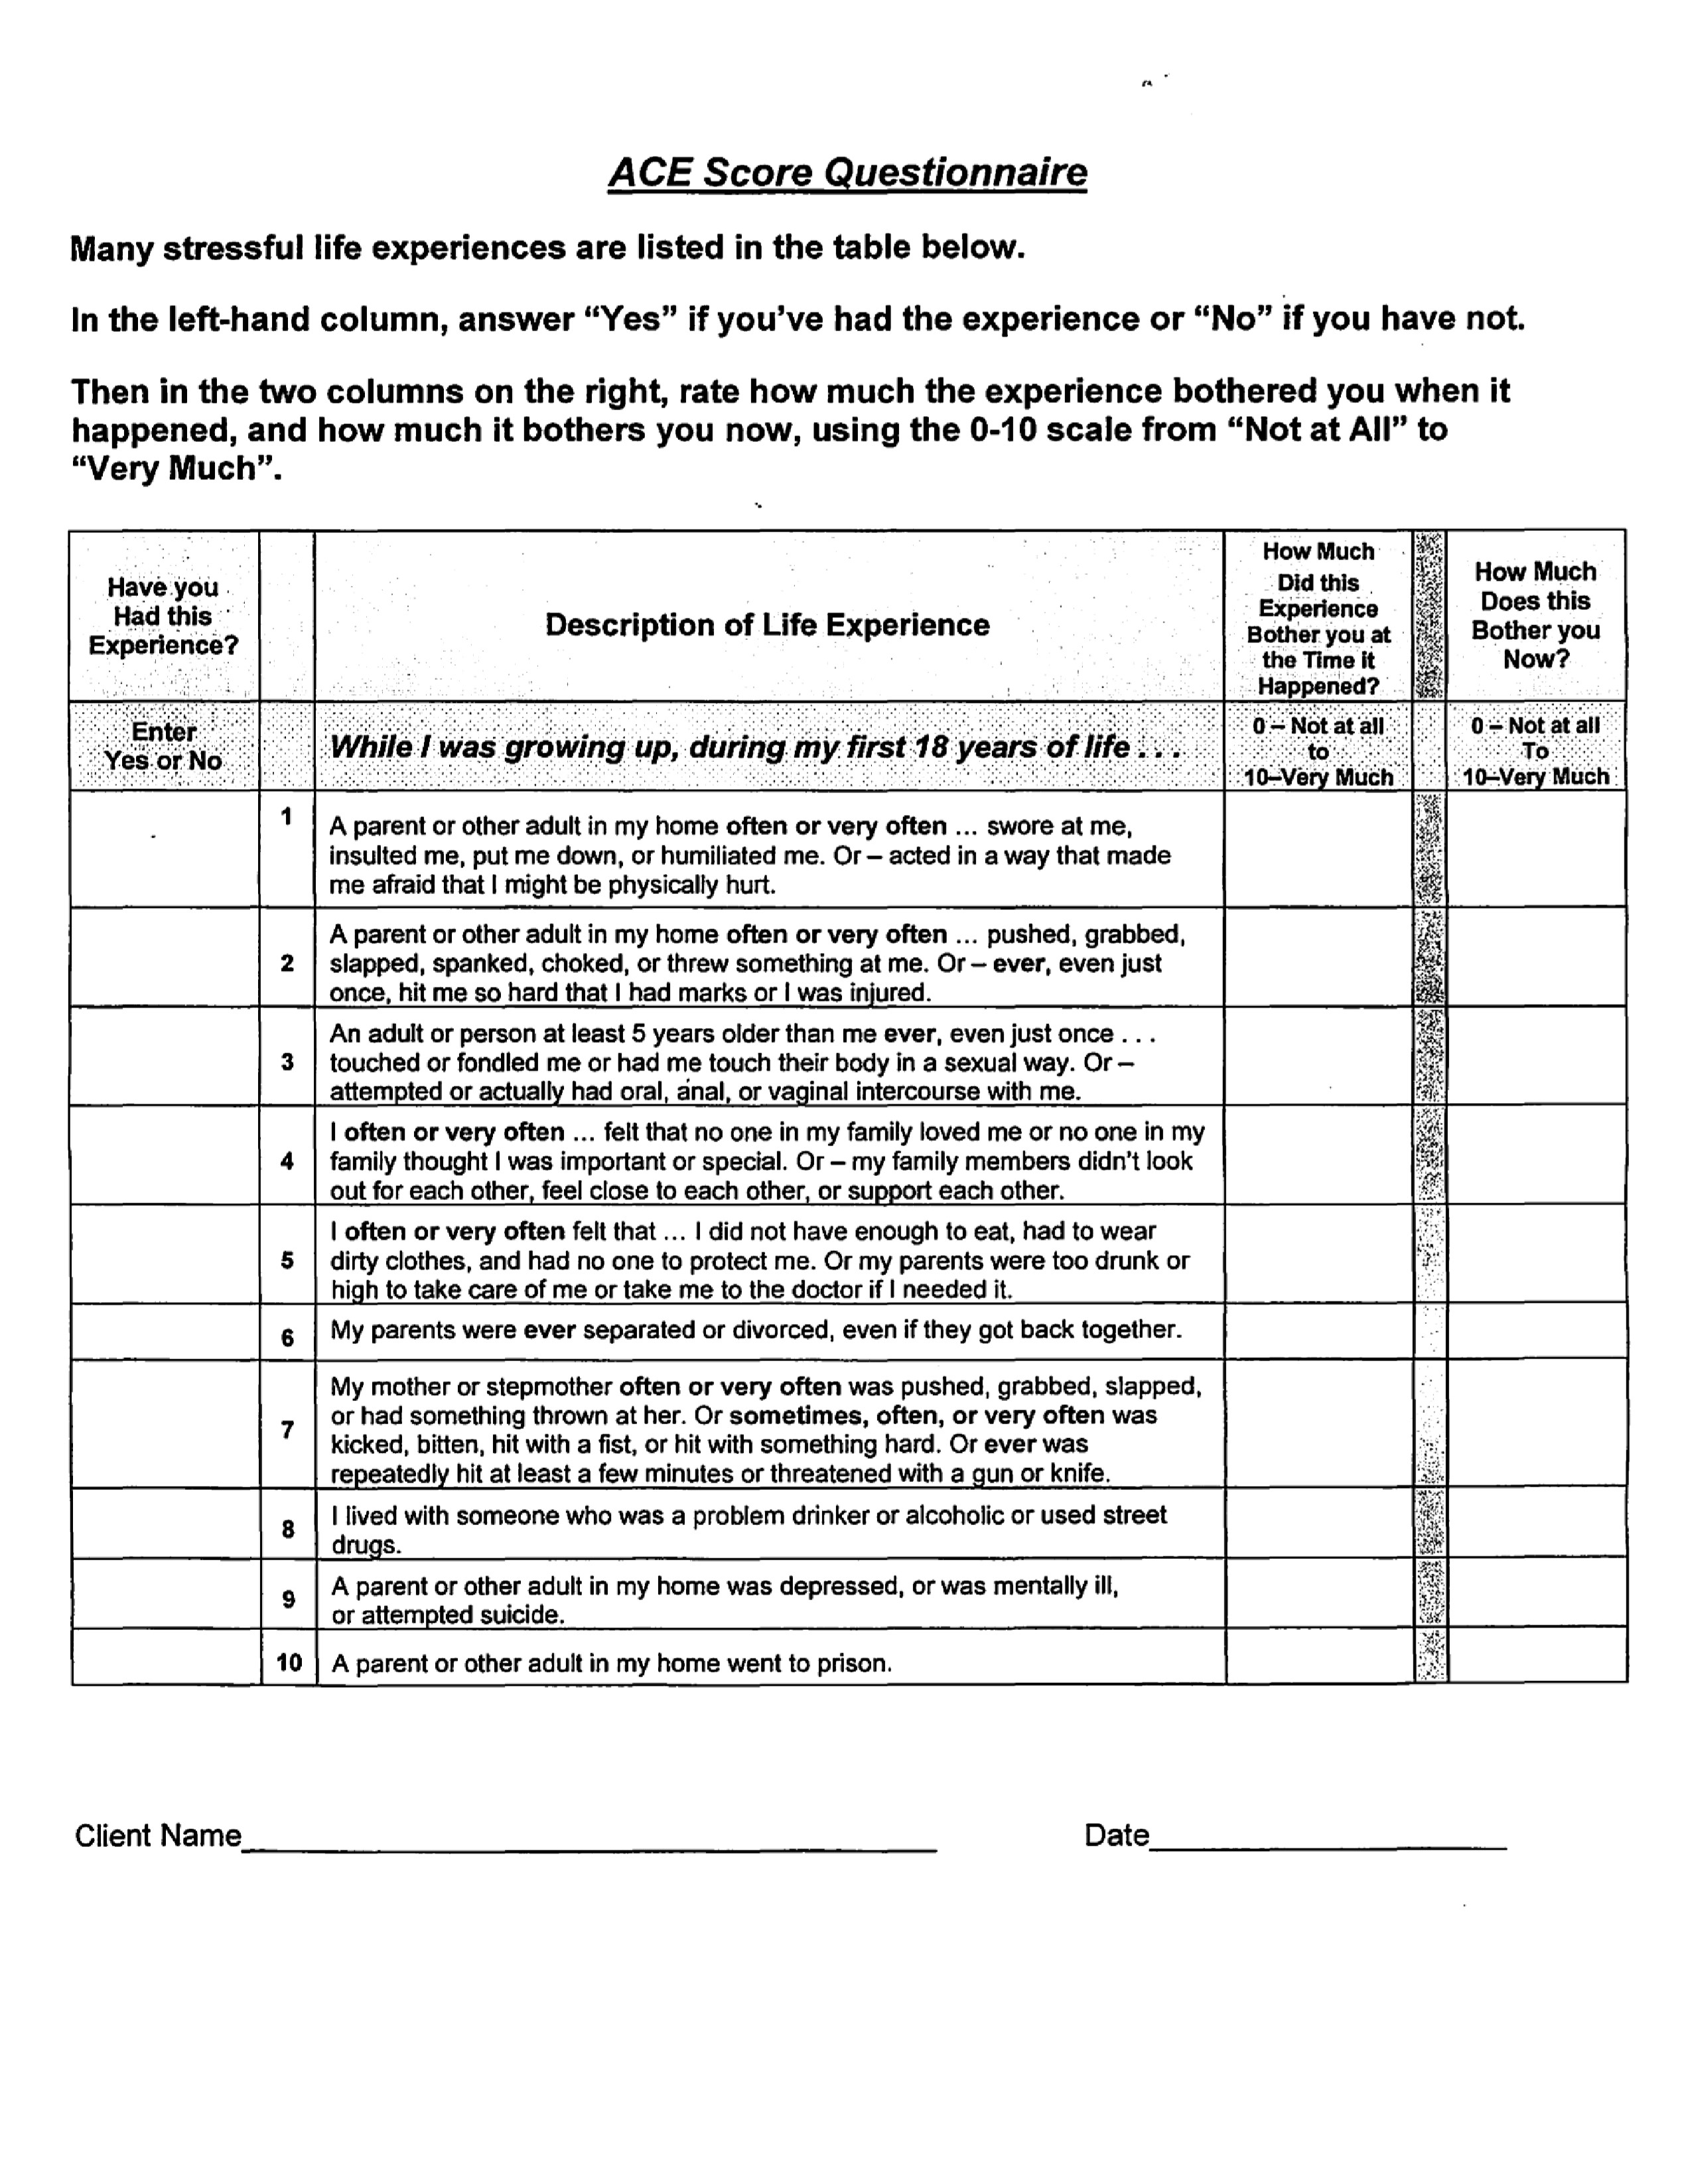 ACE Score Questionnaire
Many stressful life experiences are listed in the table below.
In the left-hand column, answer “Yes” if you've had the experience or “No” if you have not.
Then in the two columns on the right, rate how much the experience bothered you when it
happened, and how much it bothers you now, using the 0-10 scale from “Not at All” to
“Very Much”.
Have you
Had this
Experience?
Description of Life Experience
How Much
Did this
Experience
Bother you at
the Time it
Happened?
How Much
Does this
Bother you
Now?
Enter
Yes or No
While I was growing up, during my first 18 years of life . . .
0 – Not at all
to
10–Very Much
0 – Not at all
To
10–Very Much
1
A parent or other adult in my home often or very often ... swore at me,
insulted me, put me down, or humiliated me. Or – acted in a way that made
me afraid that I might be physically hurt.
2
A parent or other adult in my home often or very often ... pushed, grabbed,
slapped, spanked, choked, or threw something at me. Or – ever, even just
once, hit me so hard that I had marks or I was injured.
3
An adult or person at least 5 years older than me ever, even just once . . .
touched or fondled me or had me touch their body in a sexual way. Or –
attempted or actually had oral, anal, or vaginal intercourse with me.
4
I often or very often ... felt that no one in my family loved me or no one in my
family thought I was important or special. Or – my family members didn't look
out for each other, feel close to each other, or support each other.
5
I often or very often felt that ... I did not have enough to eat, had to wear
dirty clothes, and had no one to protect me. Or my parents were too drunk or
high to take care of me or take me to the doctor if I needed it.
6
My parents were ever separated or divorced, even if they got back together.
7
My mother or stepmother often or very often was pushed, grabbed, slapped,
or had something thrown at her. Or sometimes, often, or very often was
kicked, bitten, hit with a fist, or hit with something hard. Or ever was
repeatedly hit at least a few minutes or threatened with a gun or knife.
8
I lived with someone who was a problem drinker or alcoholic or used street
drugs.
9
A parent or other adult in my home was depressed, or was mentally ill,
or attempted suicide.
10
A parent or other adult in my home went to prison.
Client Name
Date